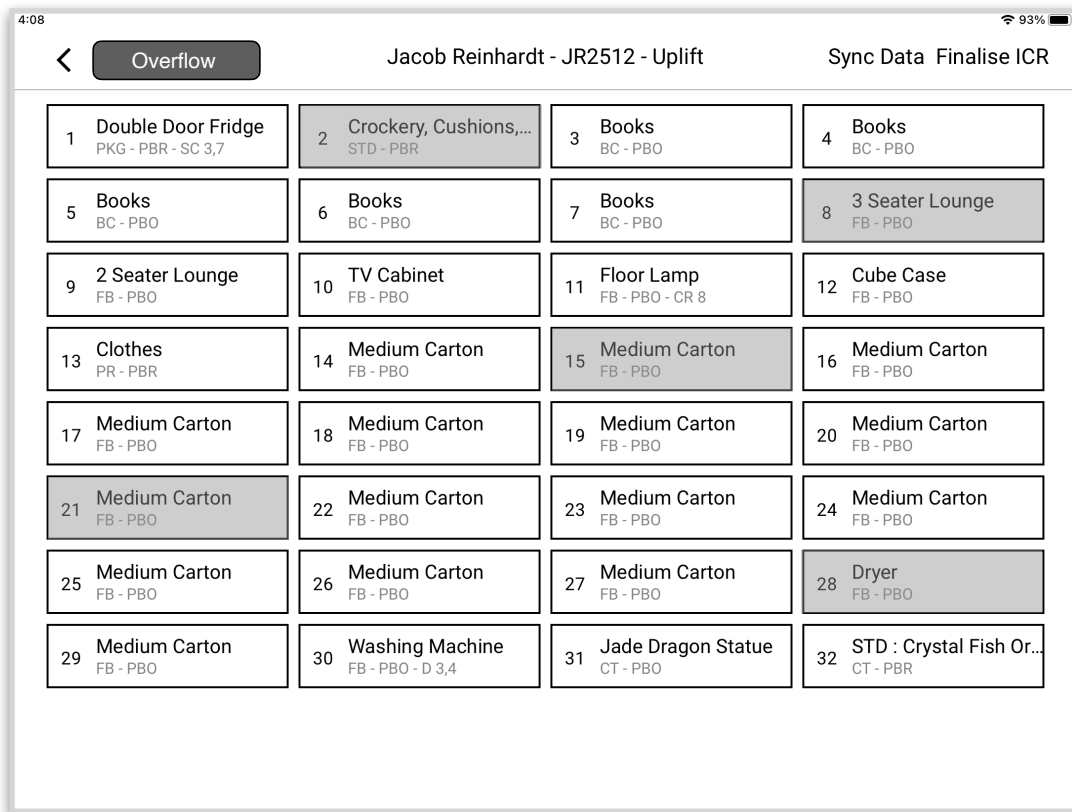 4:08
93%
Overflow
Jacob Reinhardt - JR2512 - Uplift
Sync Data Finalise ICR
1
Double Door Fridge
PKG - PBR - SC 3,7
2
Crockery, Cushions,...
STD - PBR
3
Books
BC - PBO
4
Books
BC - PBO
5
Books
BC - PBO
6
Books
BC - PBO
7
Books
BC - PBO
8
3 Seater Lounge
FB - PBO
9
2 Seater Lounge
FB - PBO
10
TV Cabinet
FB - PBO
11
Floor Lamp
FB - PBO - CR 8
12
Cube Case
FB - PBO
13
Clothes
PR - PBR
14
Medium Carton
FB - PBO
15
Medium Carton
FB - PBO
16
Medium Carton
FB - PBO
17
Medium Carton
FB - PBO
18
Medium Carton
FB - PBO
19
Medium Carton
FB - PBO
20
Medium Carton
FB - PBO
21
Medium Carton
FB - PBO
22
Medium Carton
FB - PBO
23
Medium Carton
FB - PBO
24
Medium Carton
FB - PBO
25
Medium Carton
FB - PBO
26
Medium Carton
FB - PBO
27
Medium Carton
FB - PBO
28
Dryer
FB - PBO
29
Medium Carton
FB - PBO
30
Washing Machine
FB - PBO - D 3,4
31
Jade Dragon Statue
CT - PBO
32
STD : Crystal Fish Or...
CT - PBR